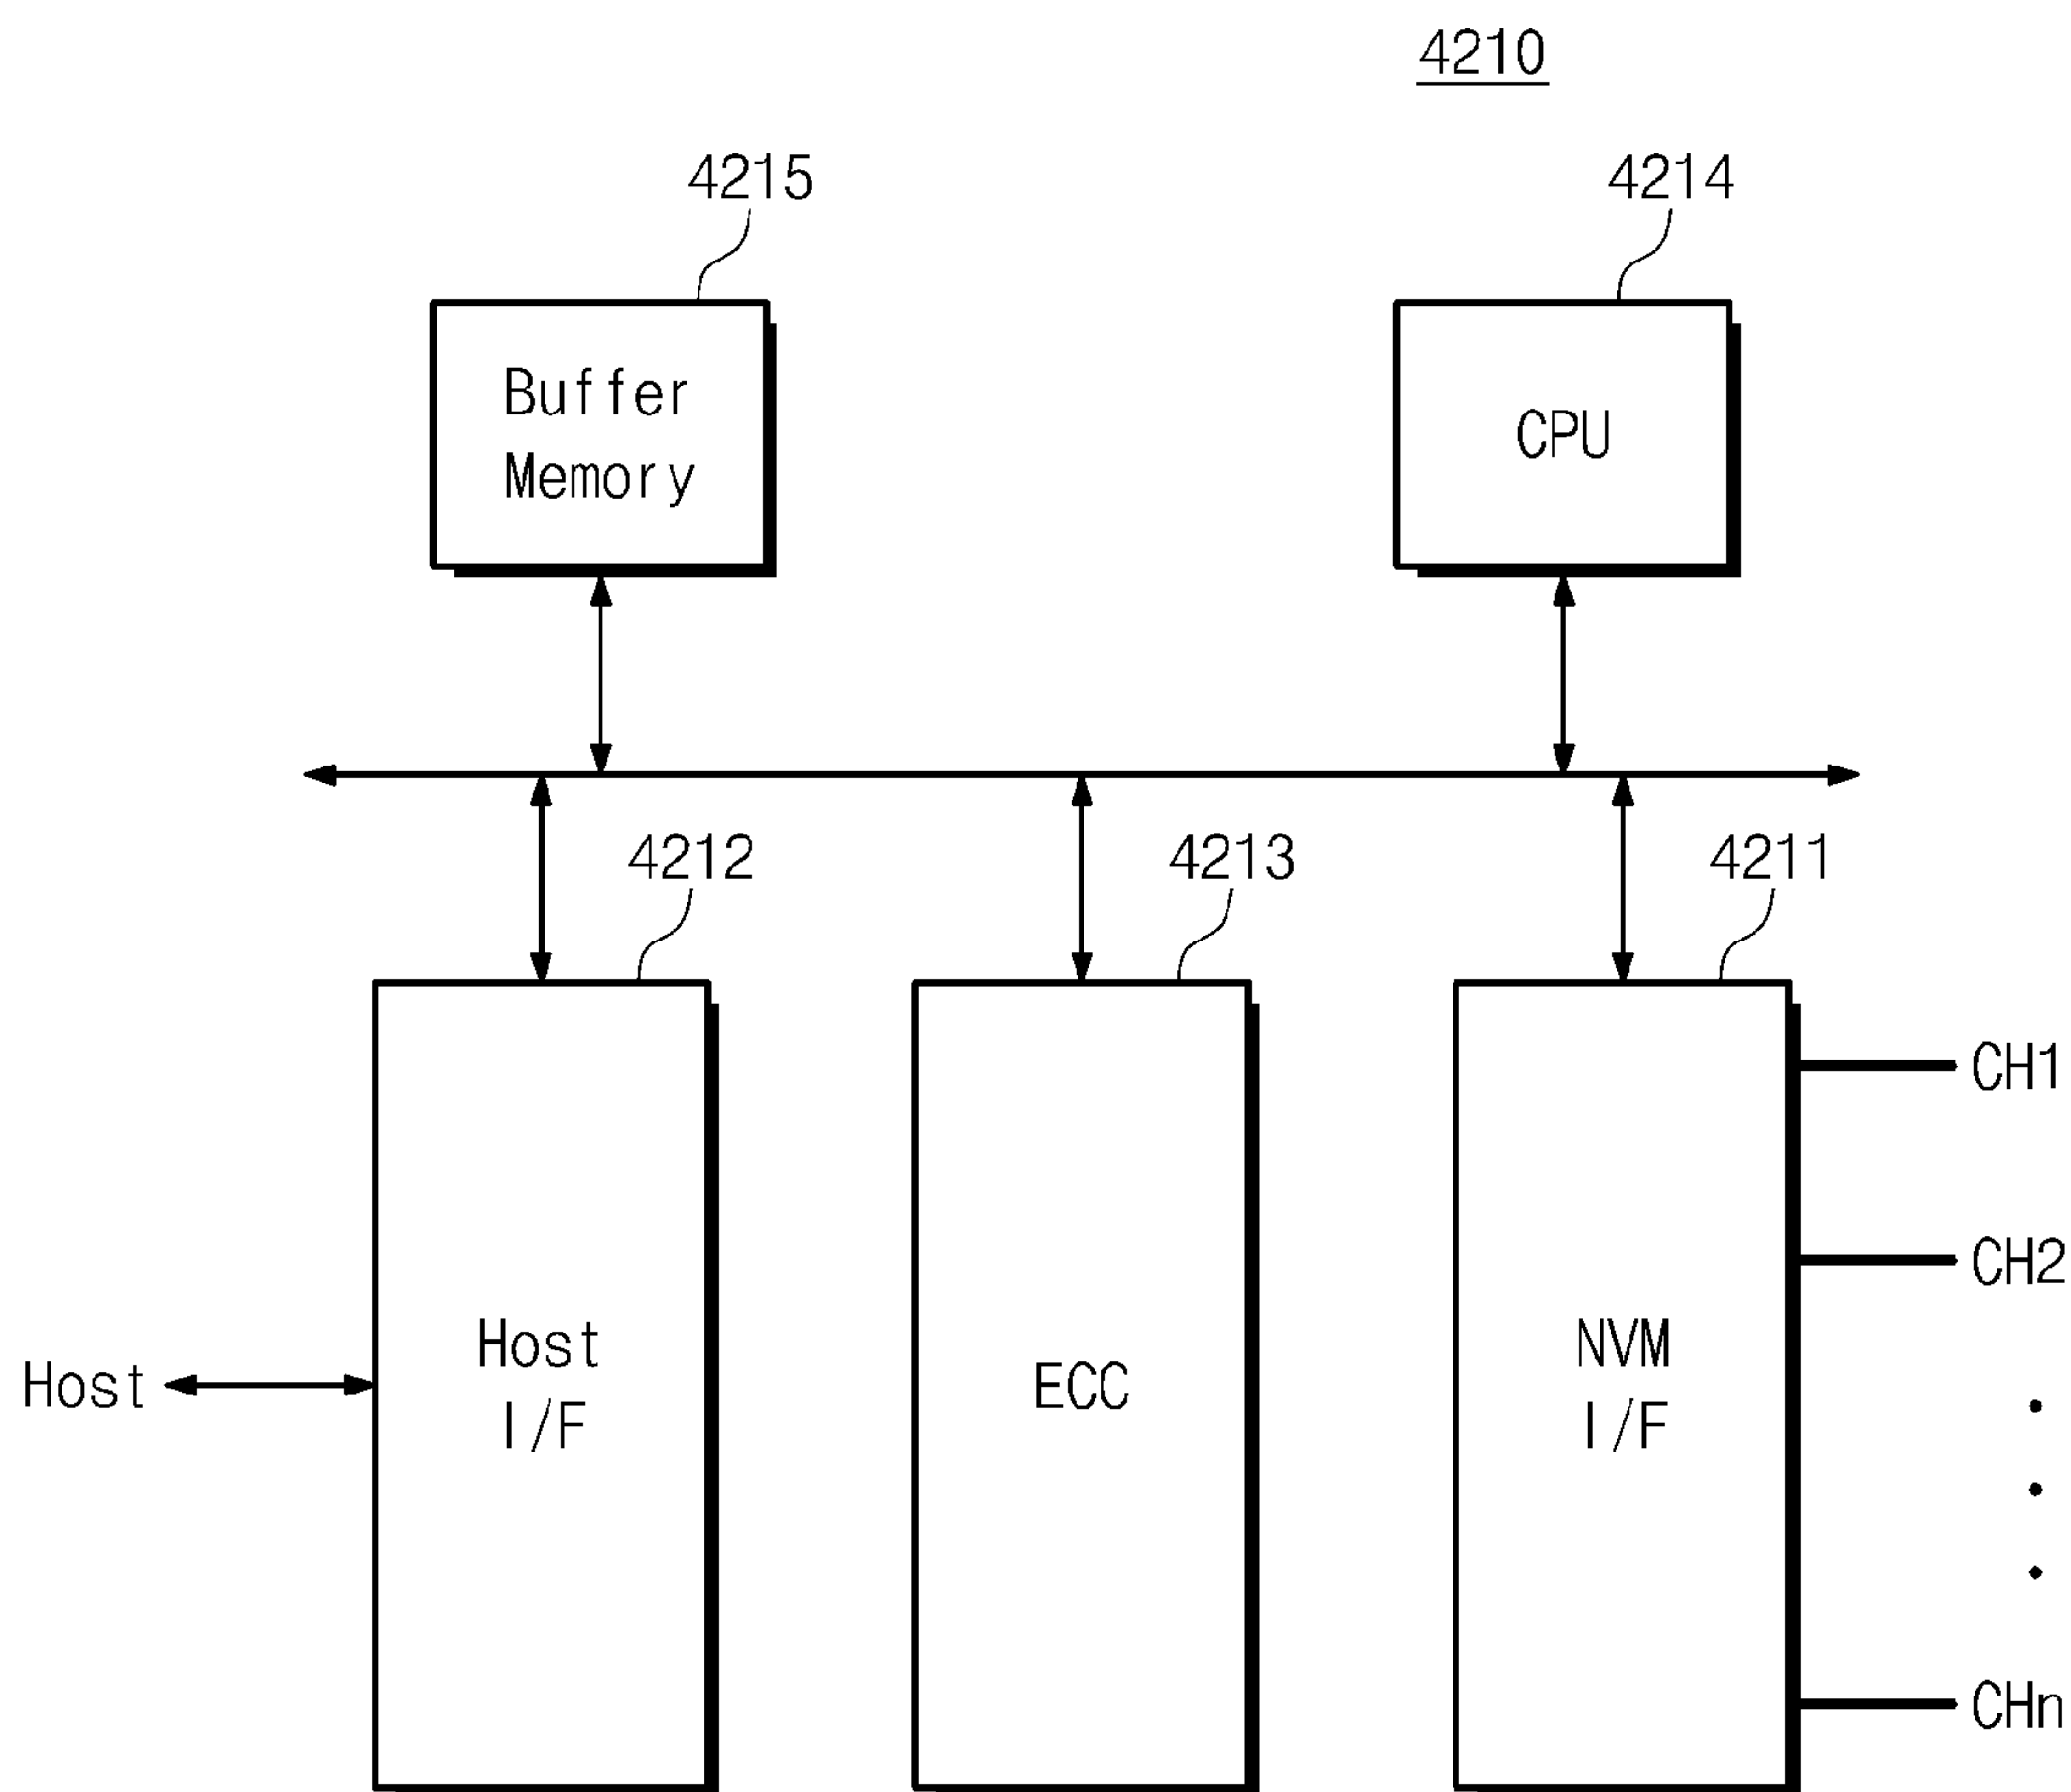 4210
4215
4214
Buffer
Memory
CPU
4212
4213
4211
Host
Host
I/F
ECC
NVM
I/F
CH1
CH2
CHn